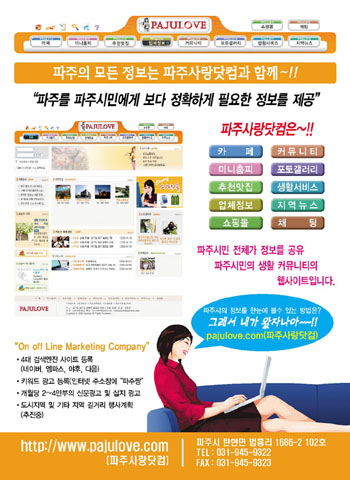 PAJULOVE
쇼핑몰
채팅
카페
미니홈피
추천맛집
업체정보
커뮤니티
포토갤러리
생활서비스
지역뉴스
파주의 모든 정보는 파주사랑닷컴과 함께~!!
“파주를 파주시민에게 보다 정확하게 필요한 정보를 제공”
PAJULOVE
파주사랑닷컴은~!!
카 페 커뮤니티
미니홈피 포토갤러리
추천맛집 생활서비스
업체정보 지역뉴스
쇼핑몰 채 팅
파주시민 전체가 정보를 공유
파주시민의 생활 커뮤니티의
웹사이트입니다.
PAJULOVE
파주시의 정보를 한눈에 볼수 있는 방법은?
그래서 내가 왔자나아~~!!
pajulove.com(파주사랑닷컴)
"On off Line Marketing Company"
• 4대 검색엔진 사이트 등록
(네이버, 엠파스, 야후, 다음)
• 키워드 광고 등록(인터넷 주소창에 "파주짱"
• 개월당 2~4만부의 신문광고 및 삽지 광고
• 도시지역 및 기타 지역 길거리 행사계획
(추진중)
http://www.pajulove.com
(파주사랑닷컴)
파주시 탄현면 법흥리 1686-2 102호
TEL : 031-945-9322
FAX : 031-945-9323